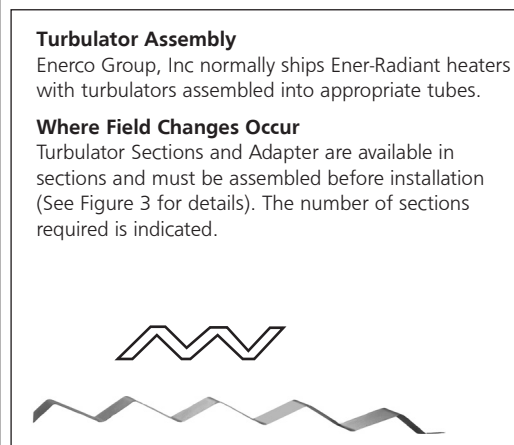 Turbulator Assembly
Enerco Group, Inc normally ships Ener-Radiant heaters
with turbulators assembled into appropriate tubes.
Where Field Changes Occur
Turbulator Sections and Adapter are available in
sections and must be assembled before installation
(See Figure 3 for details). The number of sections
required is indicated.